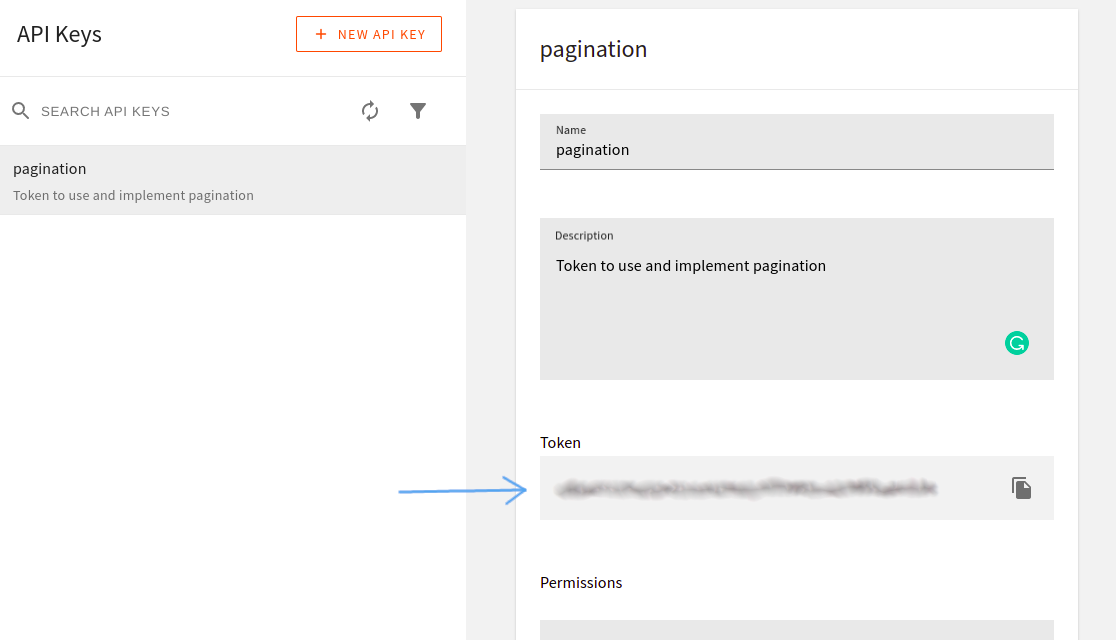 API Keys
+ NEW API KEY
SEARCH API KEYS
pagination
Token to use and implement pagination
pagination
Name
pagination
Description
Token to use and implement pagination
Token
Permissions